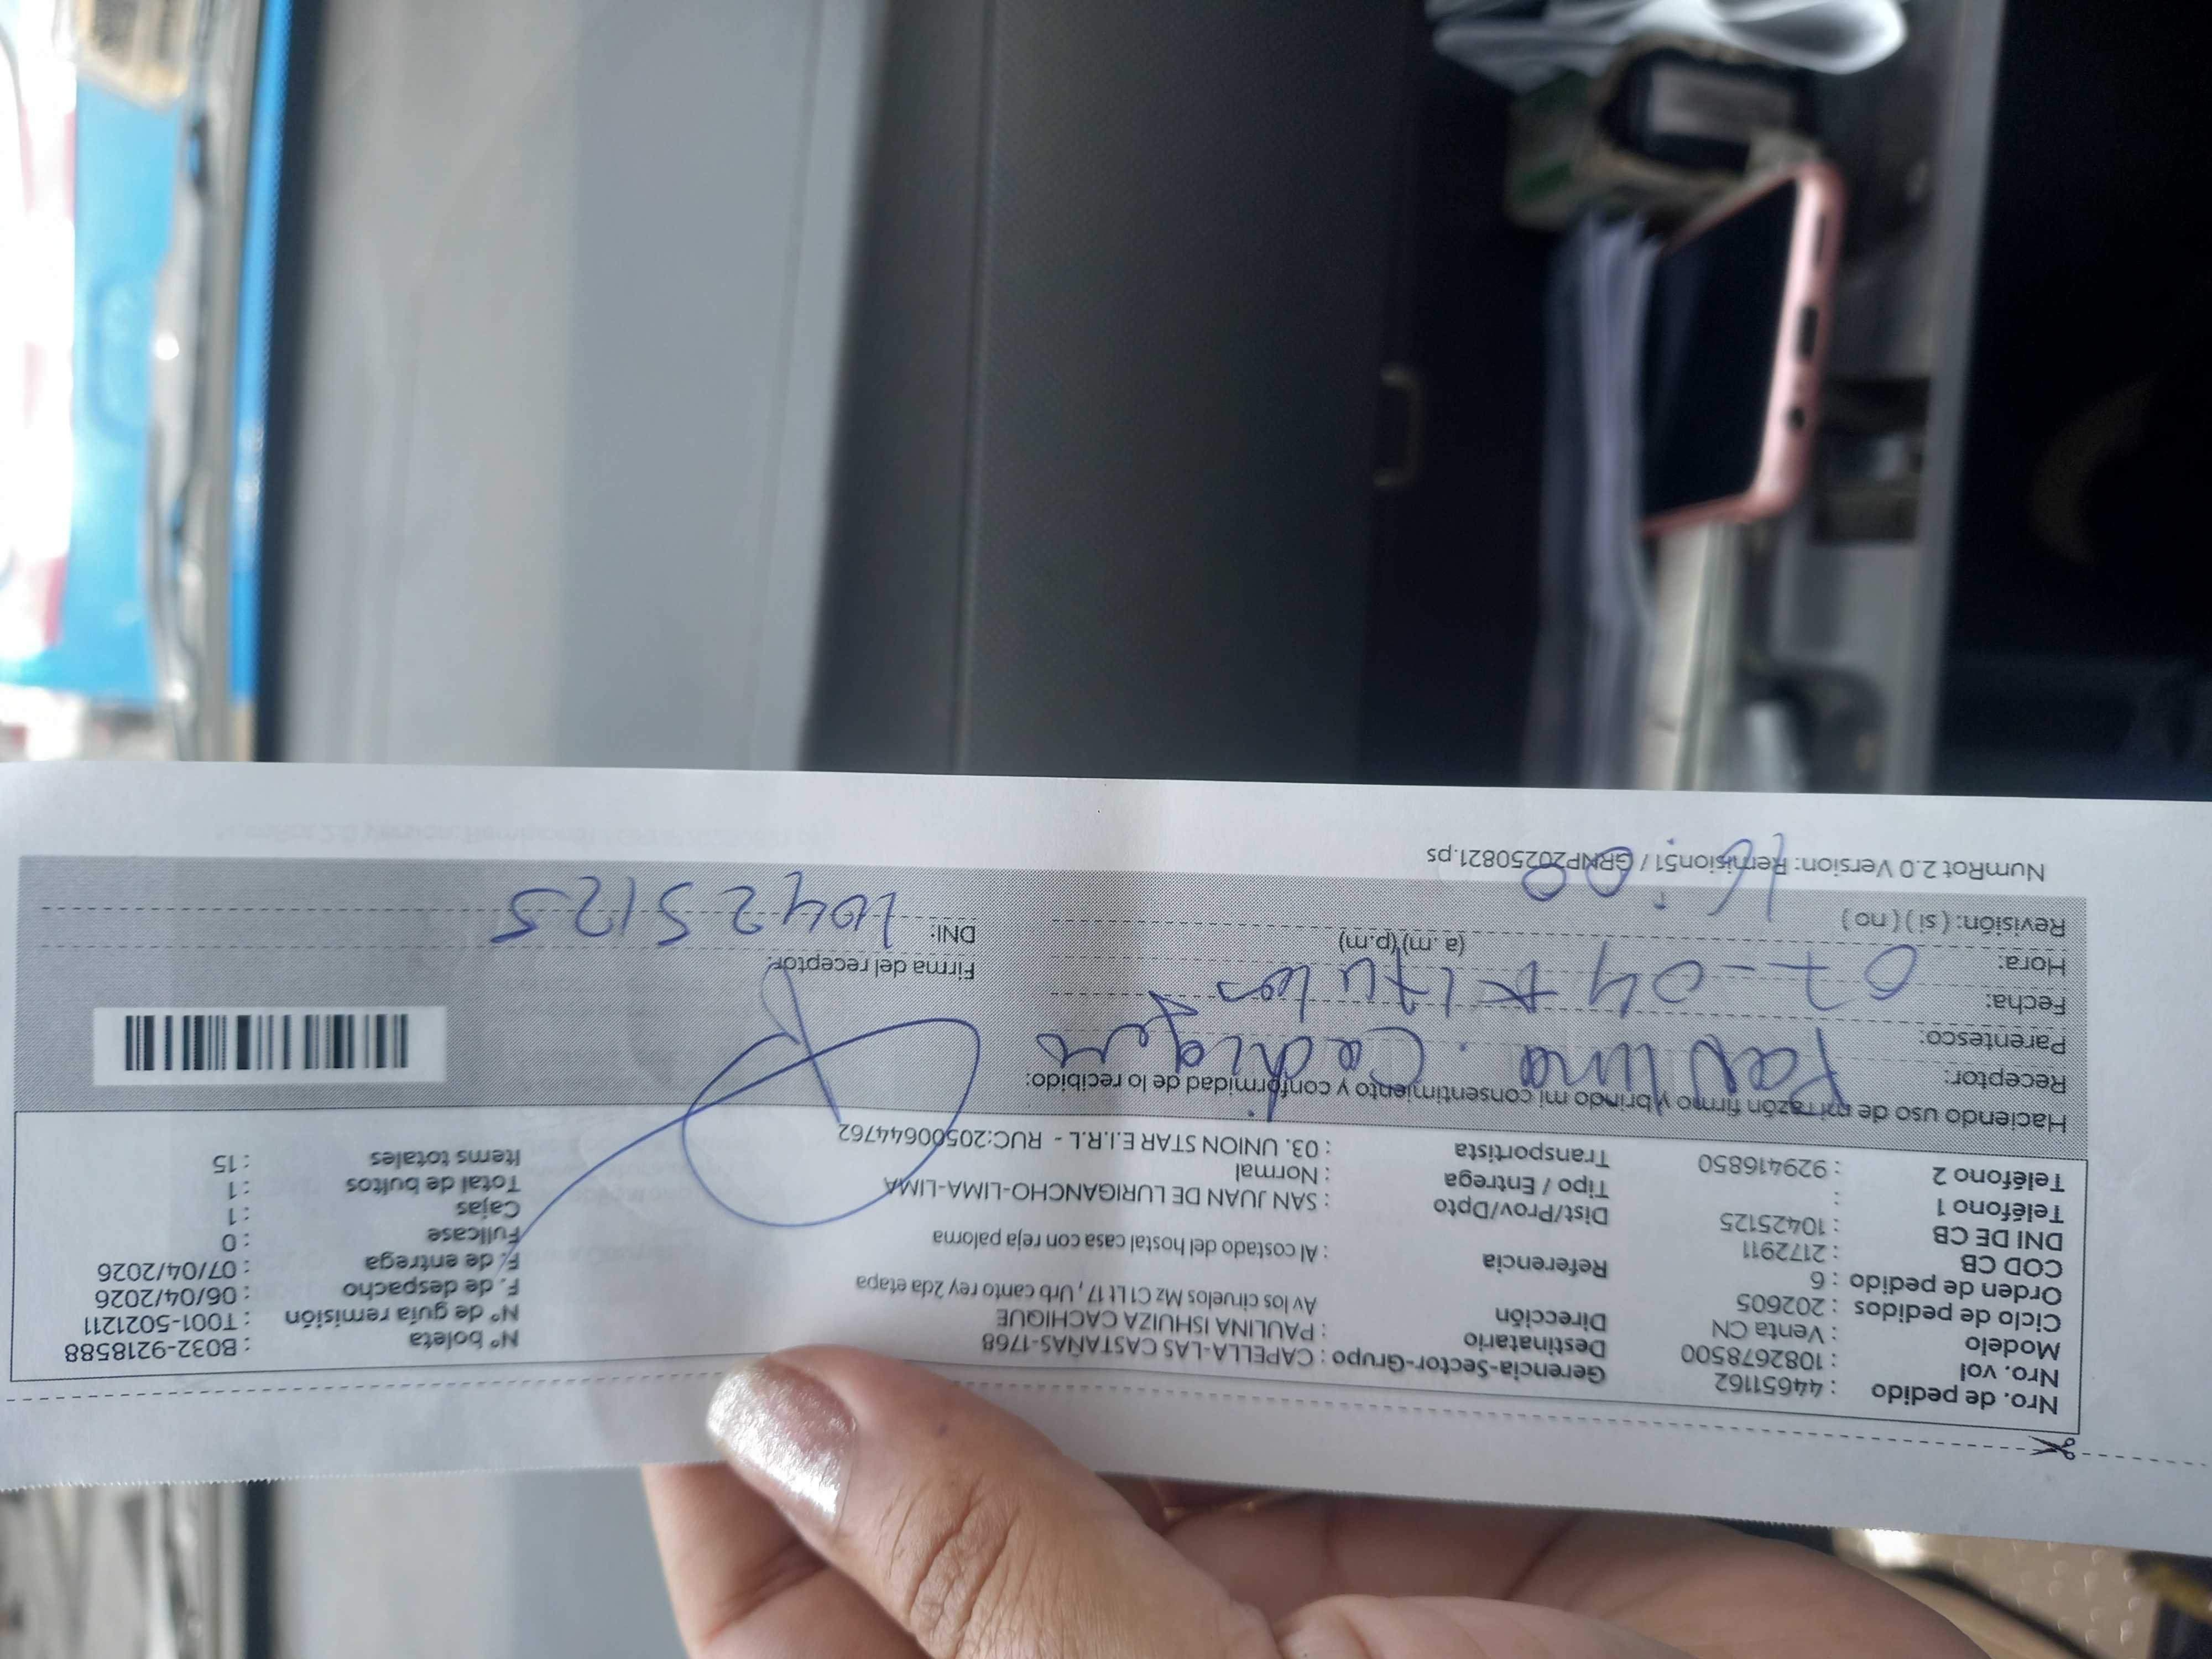 Nro. de pedido : 44651162
Nro. vol : 1082678500
Modelo : Venta CN
Ciclo de pedidos : 202605
Orden de pedido : 6
COD CB : 2172911
DNI DE CB : 10425125
Teléfono 1 :
Teléfono 2 : 929416850
Gerencia-Sector-Grupo : CAPELLA-LAS CASTAÑAS-1768
Destinatario : PAULINA ISHUIZA CACHIQUE
Dirección Av los ciruelos Mz C1 Lt 17 , Urb canto rey 2da etapa
Referencia : Al costado del hostal casa con reja paloma
Dist/Prov/Dpto : SAN JUAN DE LURIGANCHO-LIMA-LIMA
Tipo / Entrega : Normal
Transportista : 03. UNION STAR E.I.R.L - RUC:20500644762
Nº boleta : B032-9218588
Nº de guía remisión : T001-5021211
F. de despacho : 06/04/2026
F. de entrega : 07/04/2026
Fullcase : 0
Cajas : 1
Total de bultos : 1
Items totales : 15
Haciendo uso de mi razón firmo y brindo mi consentimiento y conformidad de lo recibido:
Receptor: Paulina
Parentesco:
Fecha: 07-04
Hora: (a.m) (p.m)
Revisión: ( si ) ( no ) 16:00
Firma del receptor:
DNI: 10425125
NumRot 2.0 Version: Remision51 / GRNP20250821.ps